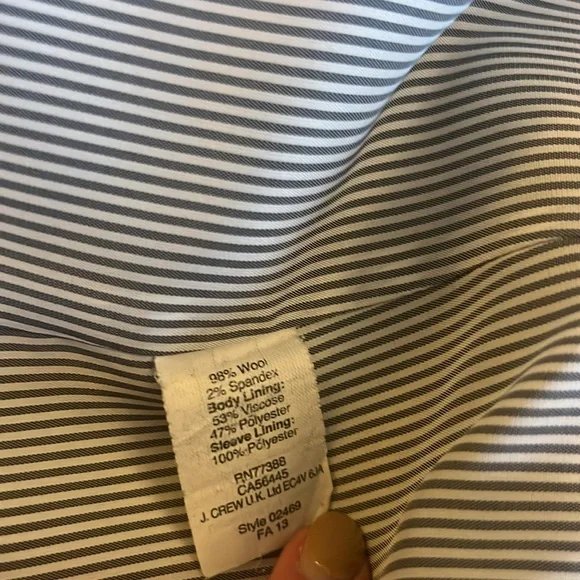 98% Wool
2% Spandex
Body Lining:
53% Viscose
47% Polyester
Sleeve Lining:
100% Polyester
RN77388
CA56445
J. CREW U.K. Ltd EC4V 6JA
Style 02469
FA 13